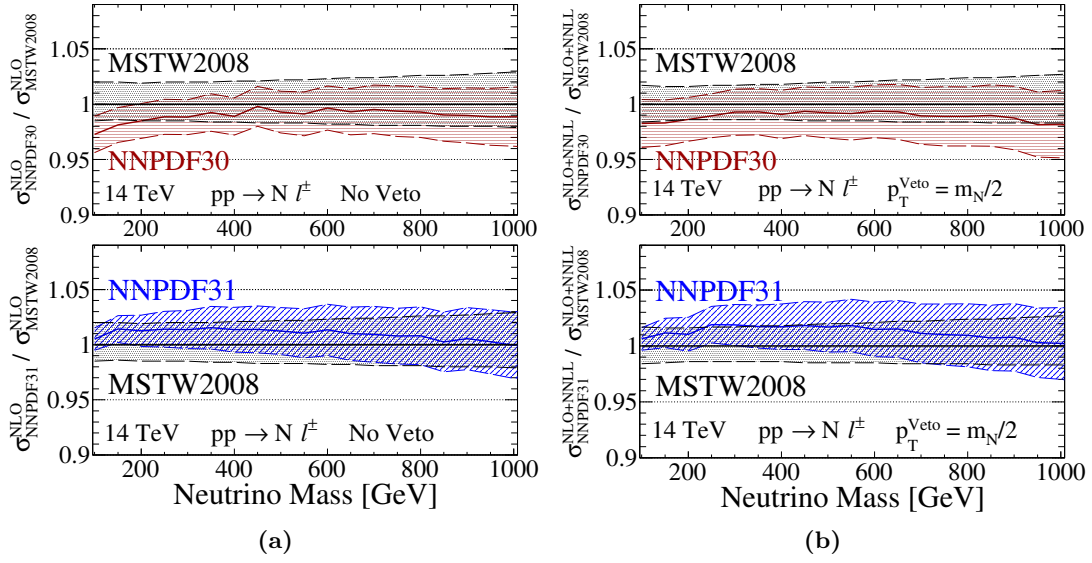 σ^NLO_NNPDF30 / σ^NLO_MSTW2008
1.05
1
0.95
0.9
MSTW2008
NNPDF30
14 TeV pp → N l^± No Veto
200 400 600 800 1000
σ^NLO+NNLL_NNPDF30 / σ^NLO+NNLL_MSTW2008
1.05
1
0.95
0.9
MSTW2008
NNPDF30
14 TeV pp → N l^± p_T^Veto = m_N/2
200 400 600 800 1000
σ^NLO_NNPDF31 / σ^NLO_MSTW2008
1.05
1
0.95
0.9
NNPDF31
MSTW2008
14 TeV pp → N l^± No Veto
200 400 600 800 1000
Neutrino Mass [GeV]
σ^NLO+NNLL_NNPDF31 / σ^NLO+NNLL_MSTW2008
1.05
1
0.95
0.9
NNPDF31
MSTW2008
14 TeV pp → N l^± p_T^Veto = m_N/2
200 400 600 800 1000
Neutrino Mass [GeV]
(a)
(b)